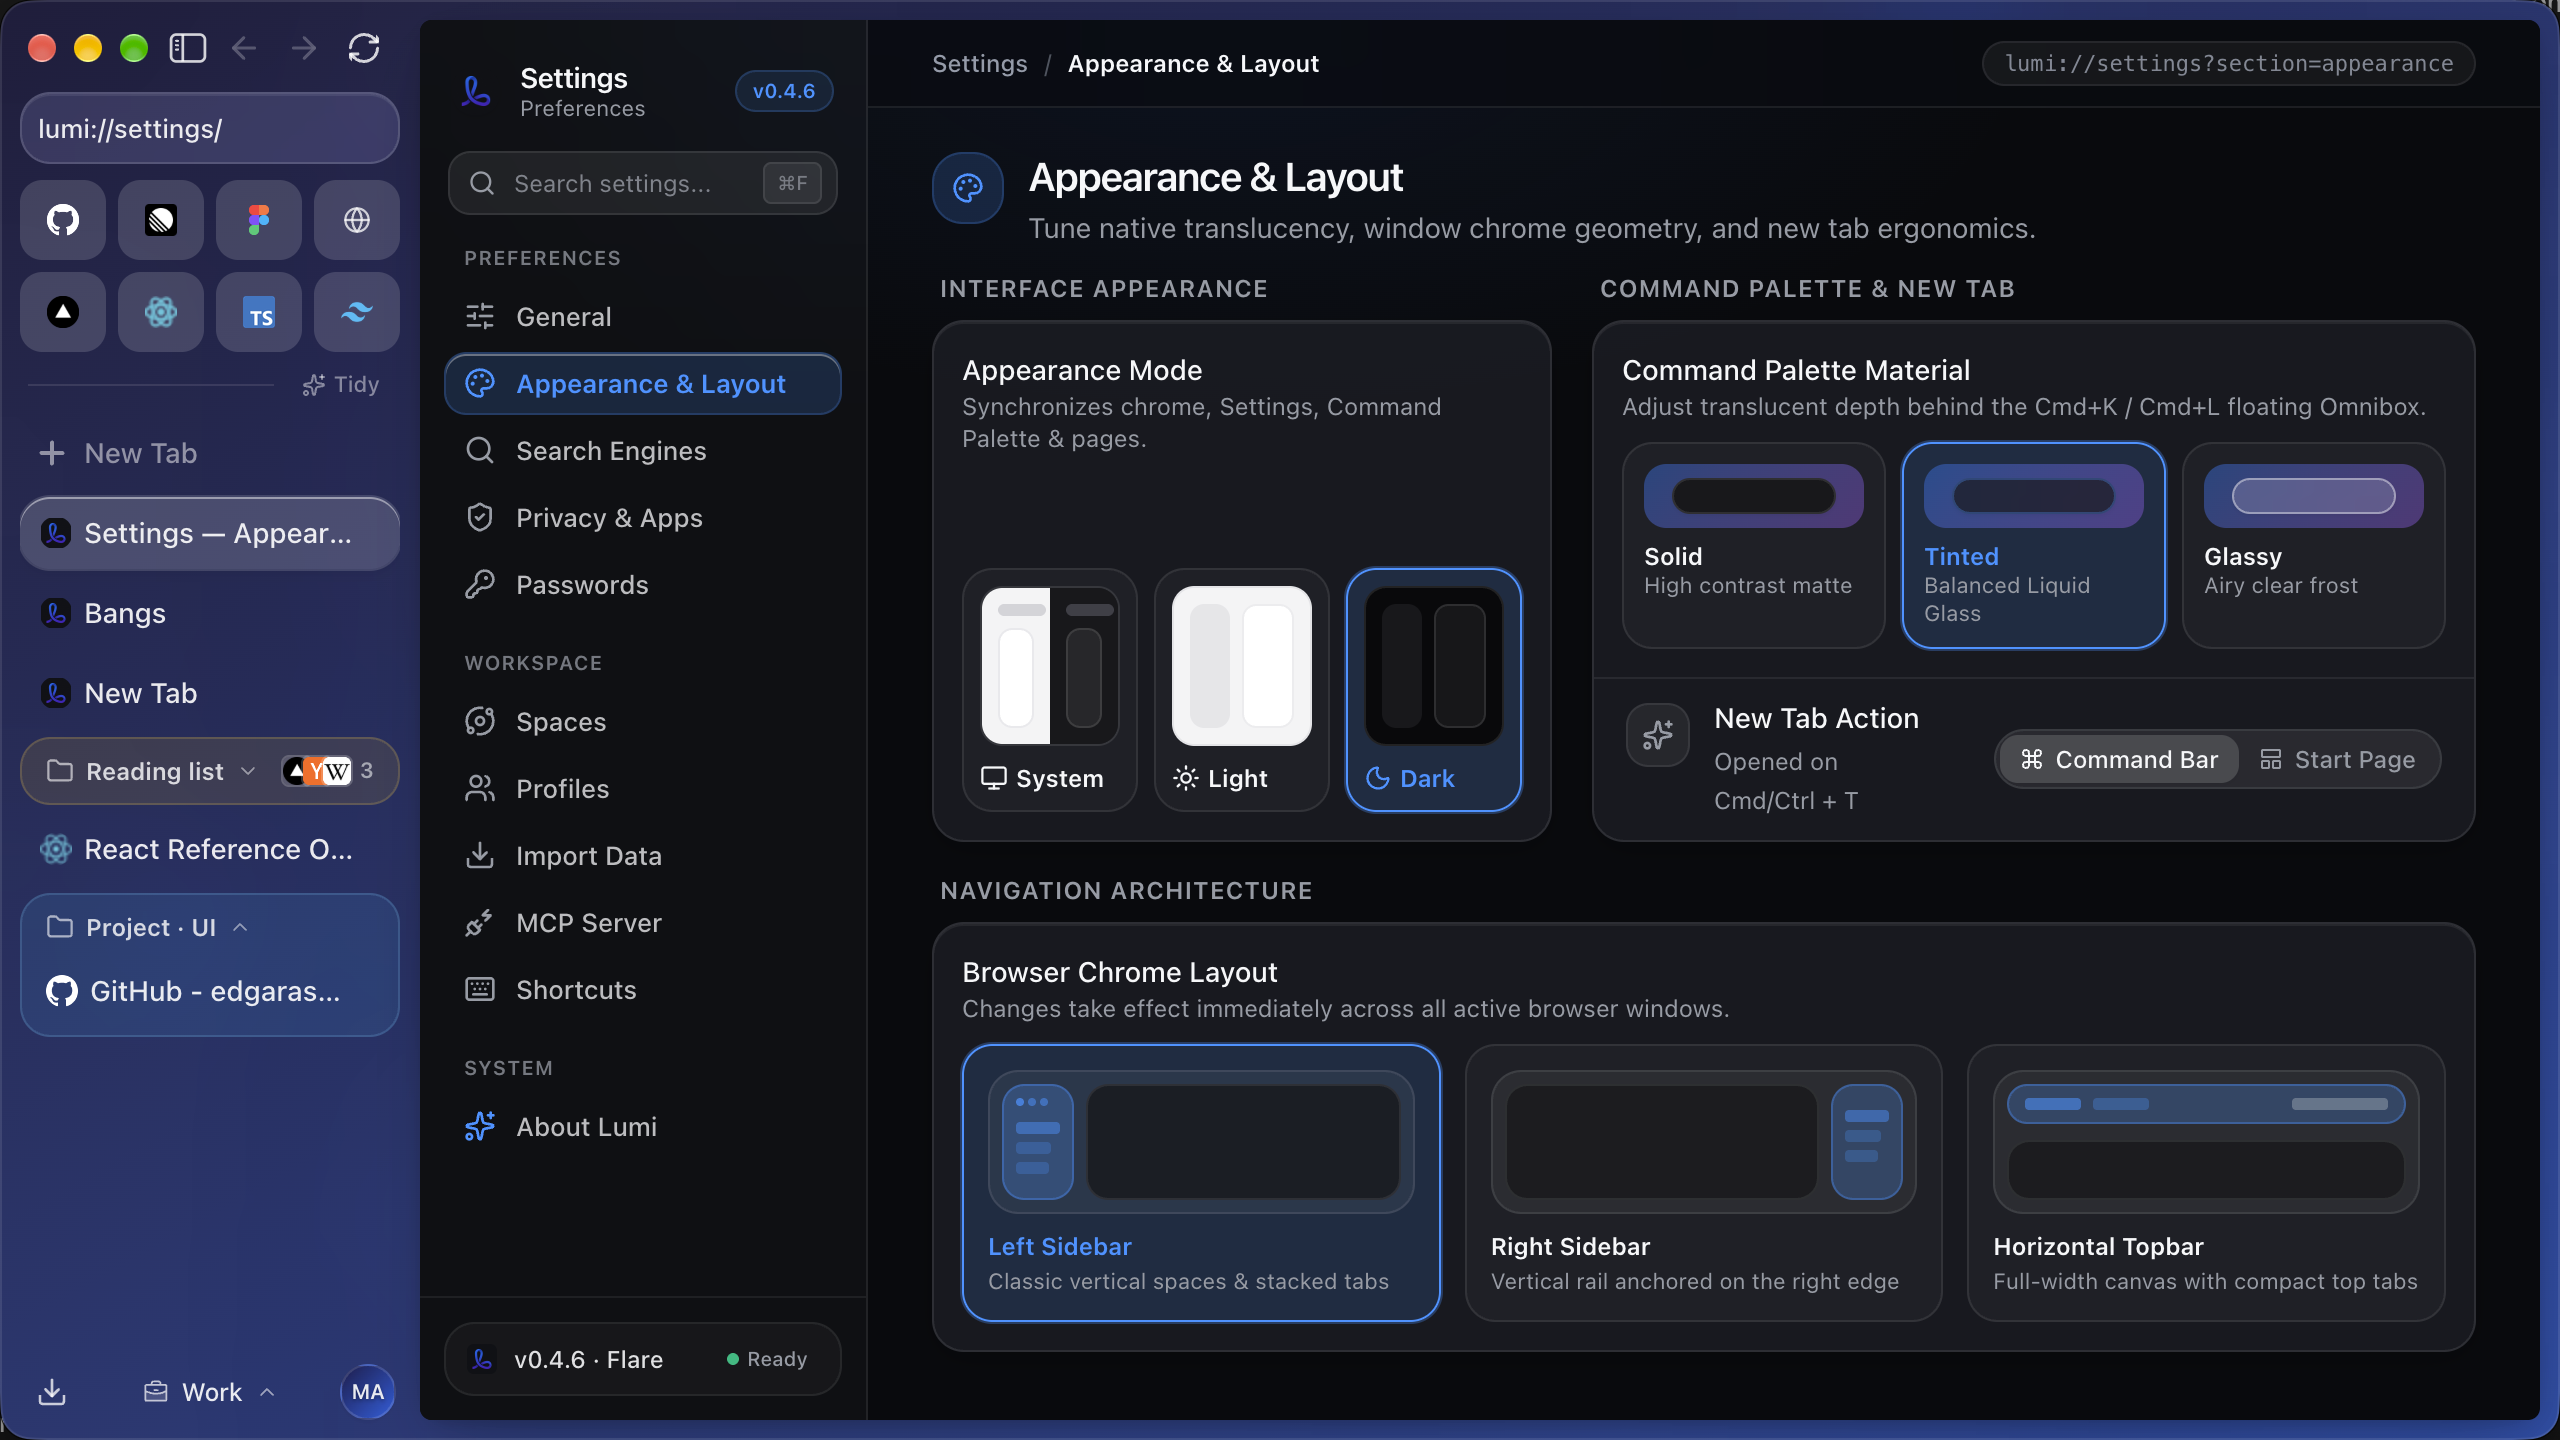 lumi://settings/
TS
Tidy
New Tab
Settings — Appear...
Bangs
New Tab
Reading list
Y
W
3
React Reference O...
Project · UI
GitHub - edgaras...
Work
MA
Settings
Preferences
v0.4.6
Search settings...
⌘F
PREFERENCES
General
Appearance & Layout
Search Engines
Privacy & Apps
Passwords
WORKSPACE
Spaces
Profiles
Import Data
MCP Server
Shortcuts
SYSTEM
About Lumi
v0.4.6 · Flare
Ready
Settings / Appearance & Layout
lumi://settings?section=appearance
Appearance & Layout
Tune native translucency, window chrome geometry, and new tab ergonomics.
INTERFACE APPEARANCE
Appearance Mode
Synchronizes chrome, Settings, Command
Palette & pages.
System
Light
Dark
COMMAND PALETTE & NEW TAB
Command Palette Material
Adjust translucent depth behind the Cmd+K / Cmd+L floating Omnibox.
Solid
High contrast matte
Tinted
Balanced Liquid
Glass
Glassy
Airy clear frost
New Tab Action
Opened on
Cmd/Ctrl + T
⌘ Command Bar
Start Page
NAVIGATION ARCHITECTURE
Browser Chrome Layout
Changes take effect immediately across all active browser windows.
Left Sidebar
Classic vertical spaces & stacked tabs
Right Sidebar
Vertical rail anchored on the right edge
Horizontal Topbar
Full-width canvas with compact top tabs